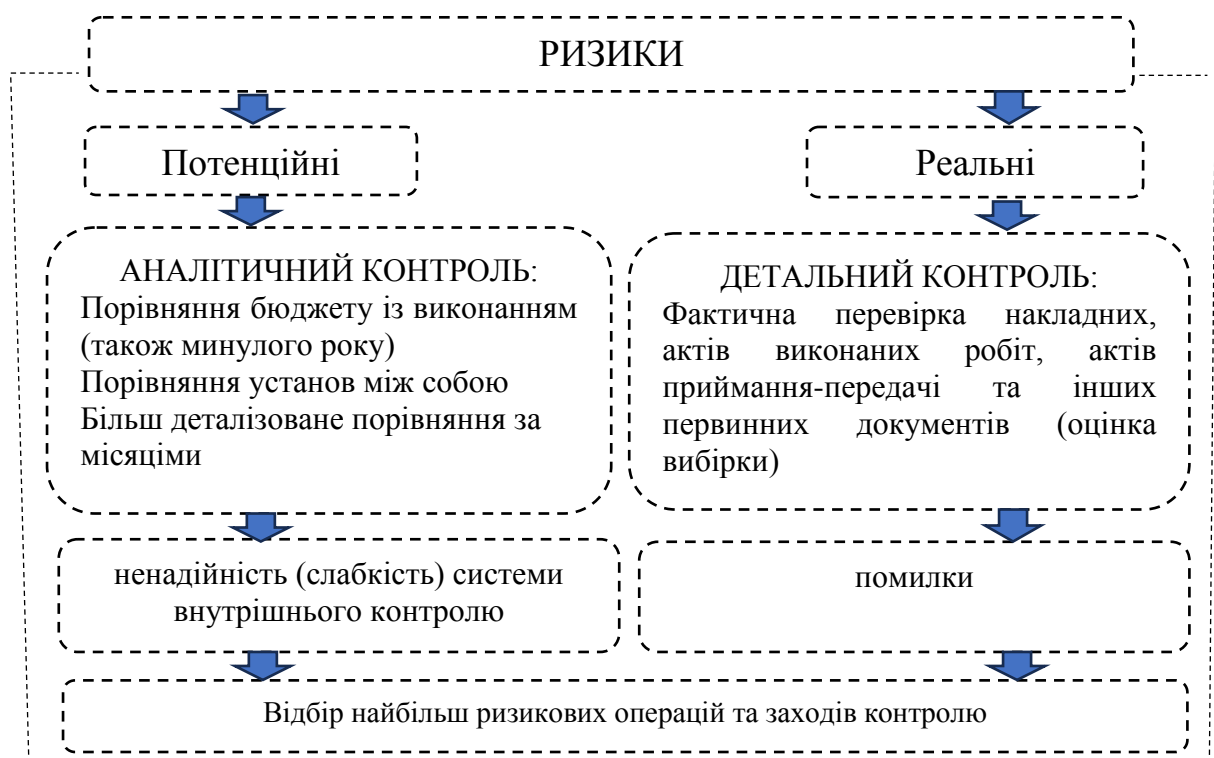 РИЗИКИ
Потенційні
Реальні
АНАЛІТИЧНИЙ КОНТРОЛЬ:
Порівняння бюджету із виконанням
(також минулого року)
Порівняння установ між собою
Більш деталізоване порівняння за
місяціми
ДЕТАЛЬНИЙ КОНТРОЛЬ:
Фактична перевірка накладних,
актів виконаних робіт, актів
приймання-передачі та інших
первинних документів (оцінка
вибірки)
ненадійність (слабкість) системи
внутрішнього контролю
помилки
Відбір найбільш ризикових операцій та заходів контролю